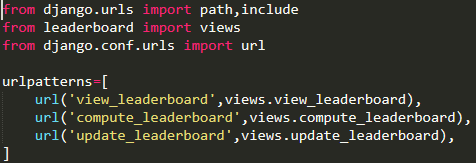 from django.urls import path,include
from leaderboard import views
from django.conf.urls import url
urlpatterns=[
url('view_leaderboard',views.view_leaderboard),
url('compute_leaderboard',views.compute_leaderboard),
url('update_leaderboard',views.update_leaderboard),
]